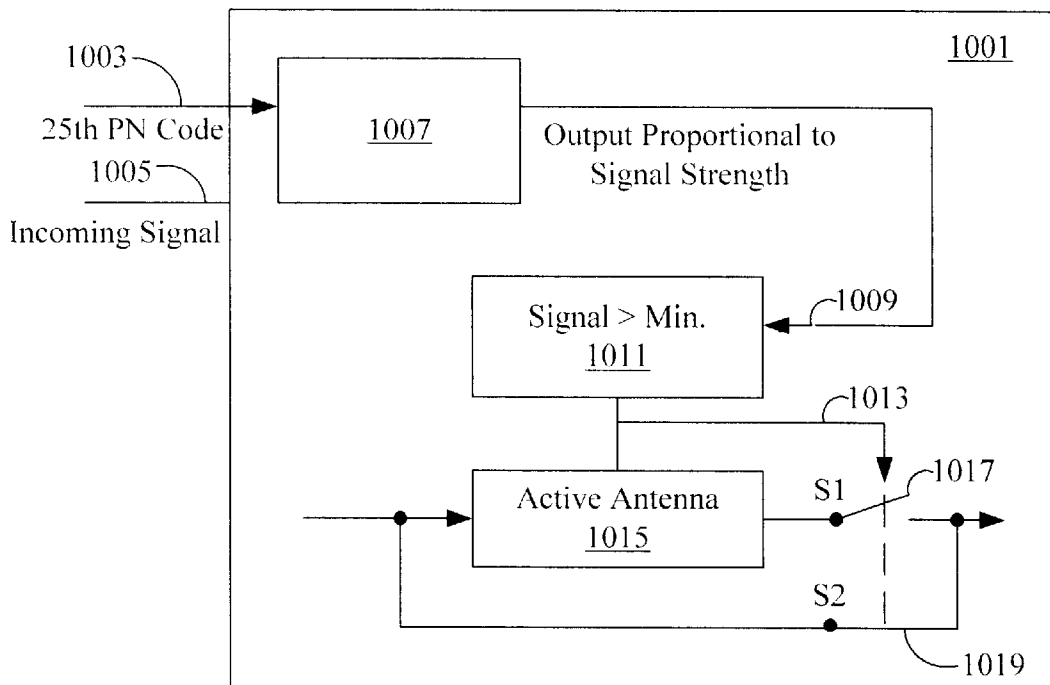 1001
1003
25th PN Code
1005
Incoming Signal
1007
Output Proportional to
Signal Strength
1009
Signal > Min.
1011
1013
Active Antenna
1015
S1
1017
S2
1019